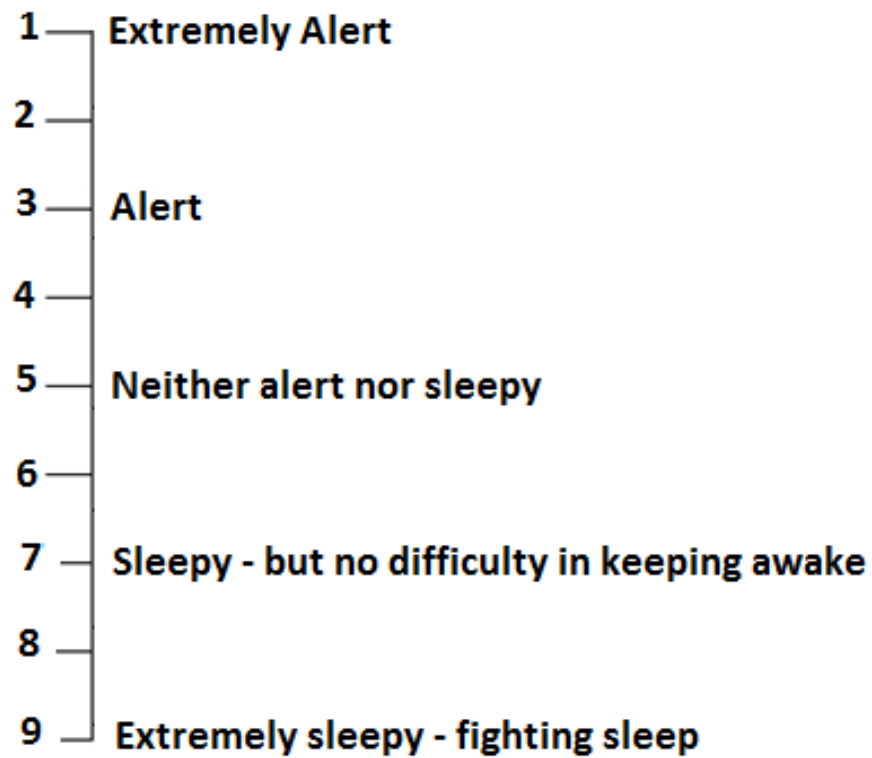 1 Extremely Alert
2
3 Alert
4
5 Neither alert nor sleepy
6
7 Sleepy - but no difficulty in keeping awake
8
9 Extremely sleepy - fighting sleep